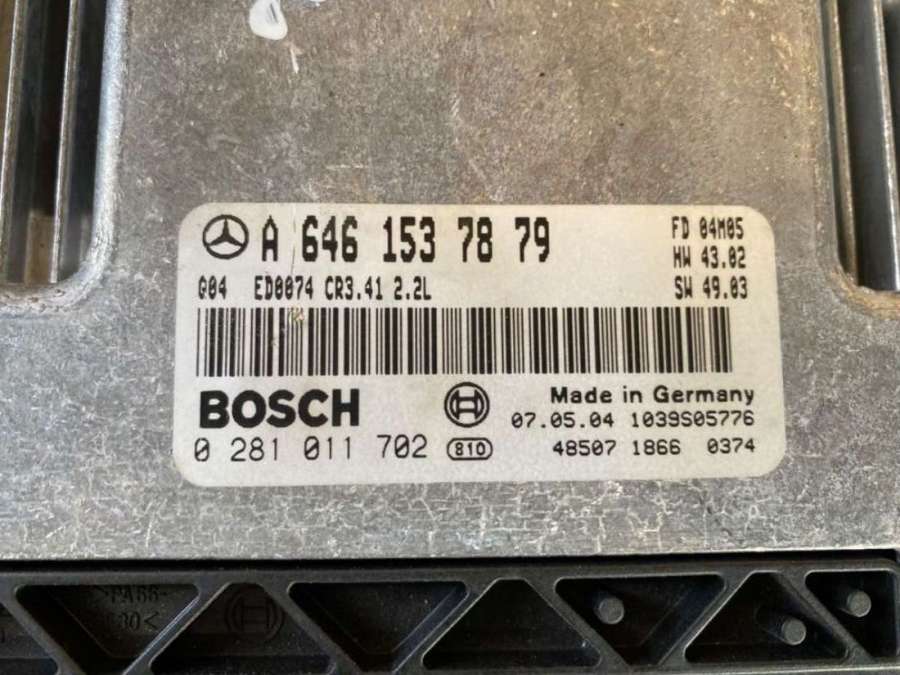 A 646 153 78 79
FD 04M05
HW 43.02
Q04 ED0074 CR3.41 2.2L
SW 49.03
BOSCH
Made in Germany
07.05.04 1039S05776
0 281 011 702 810
48507 1866 0374
>PA66-